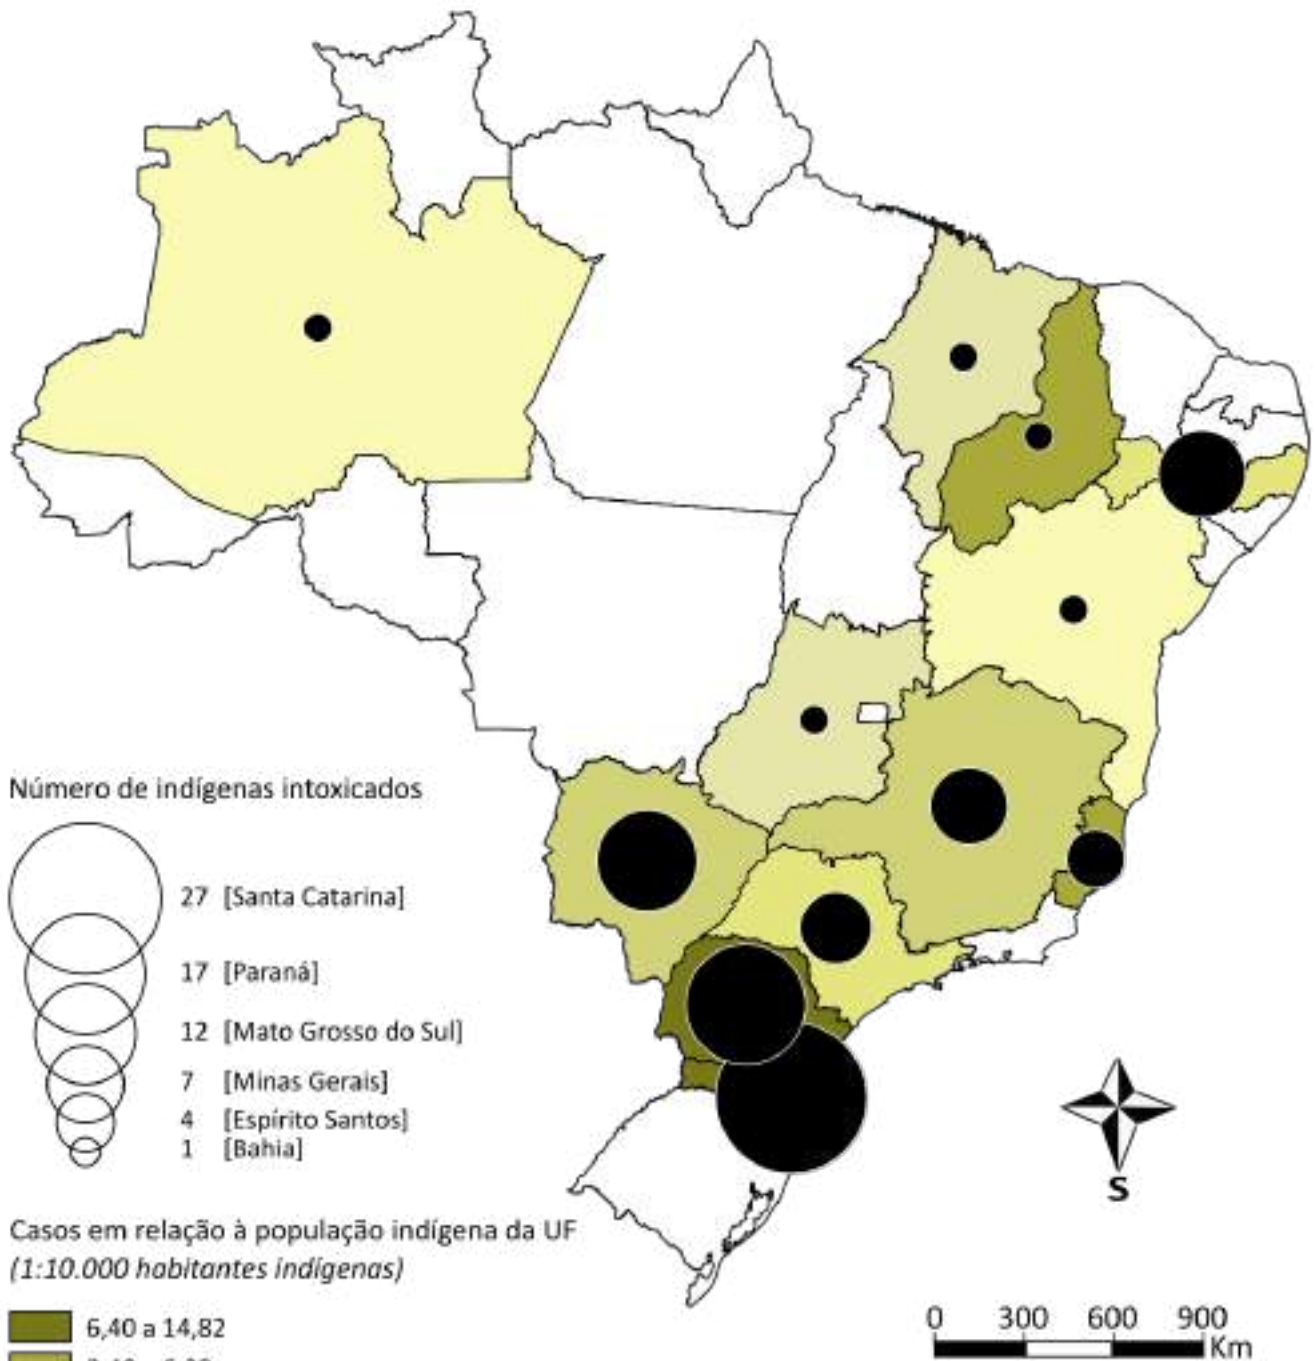 Número de indígenas intoxicados
27 [Santa Catarina]
17 [Paraná]
12 [Mato Grosso do Sul]
7 [Minas Gerais]
4 [Espírito Santos]
1 [Bahia]
S
Casos em relação à população indígena da UF
(1:10.000 habitantes indígenas)
6,40 a 14,82
0 300 600 900
Km